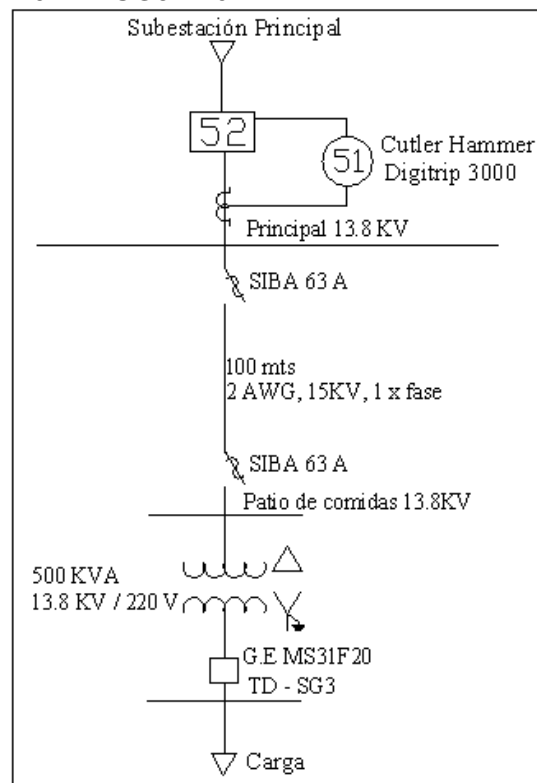 Subestación Principal
52
51
Cutler Hammer
Digitrip 3000
Principal 13.8 KV
SIBA 63 A
100 mts
2 AWG, 15KV, 1 x fase
SIBA 63 A
Patio de comidas 13.8KV
500 KVA
13.8 KV / 220 V
G.E MS31F20
TD - SG3
Carga